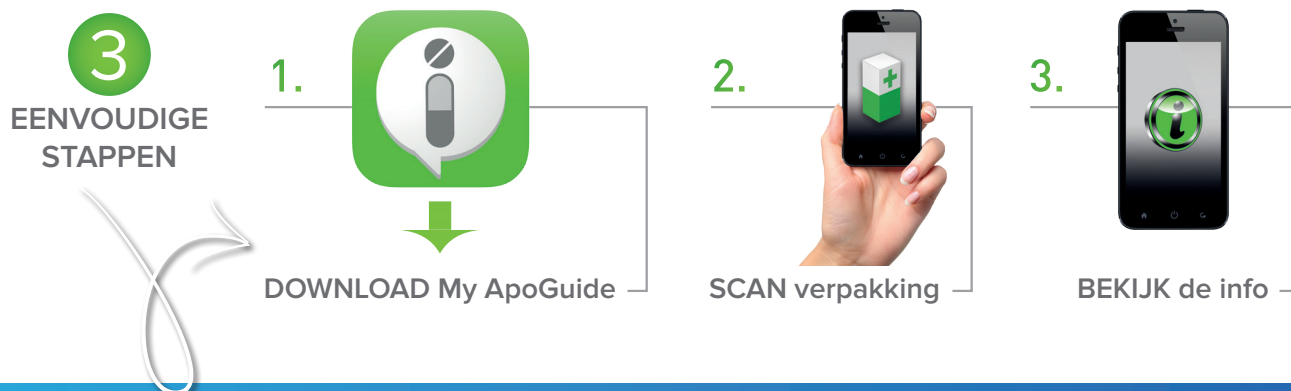 3
EENVOUDIGE
STAPPEN
1.
DOWNLOAD My ApoGuide
2.
SCAN verpakking
3.
BEKIJK de info